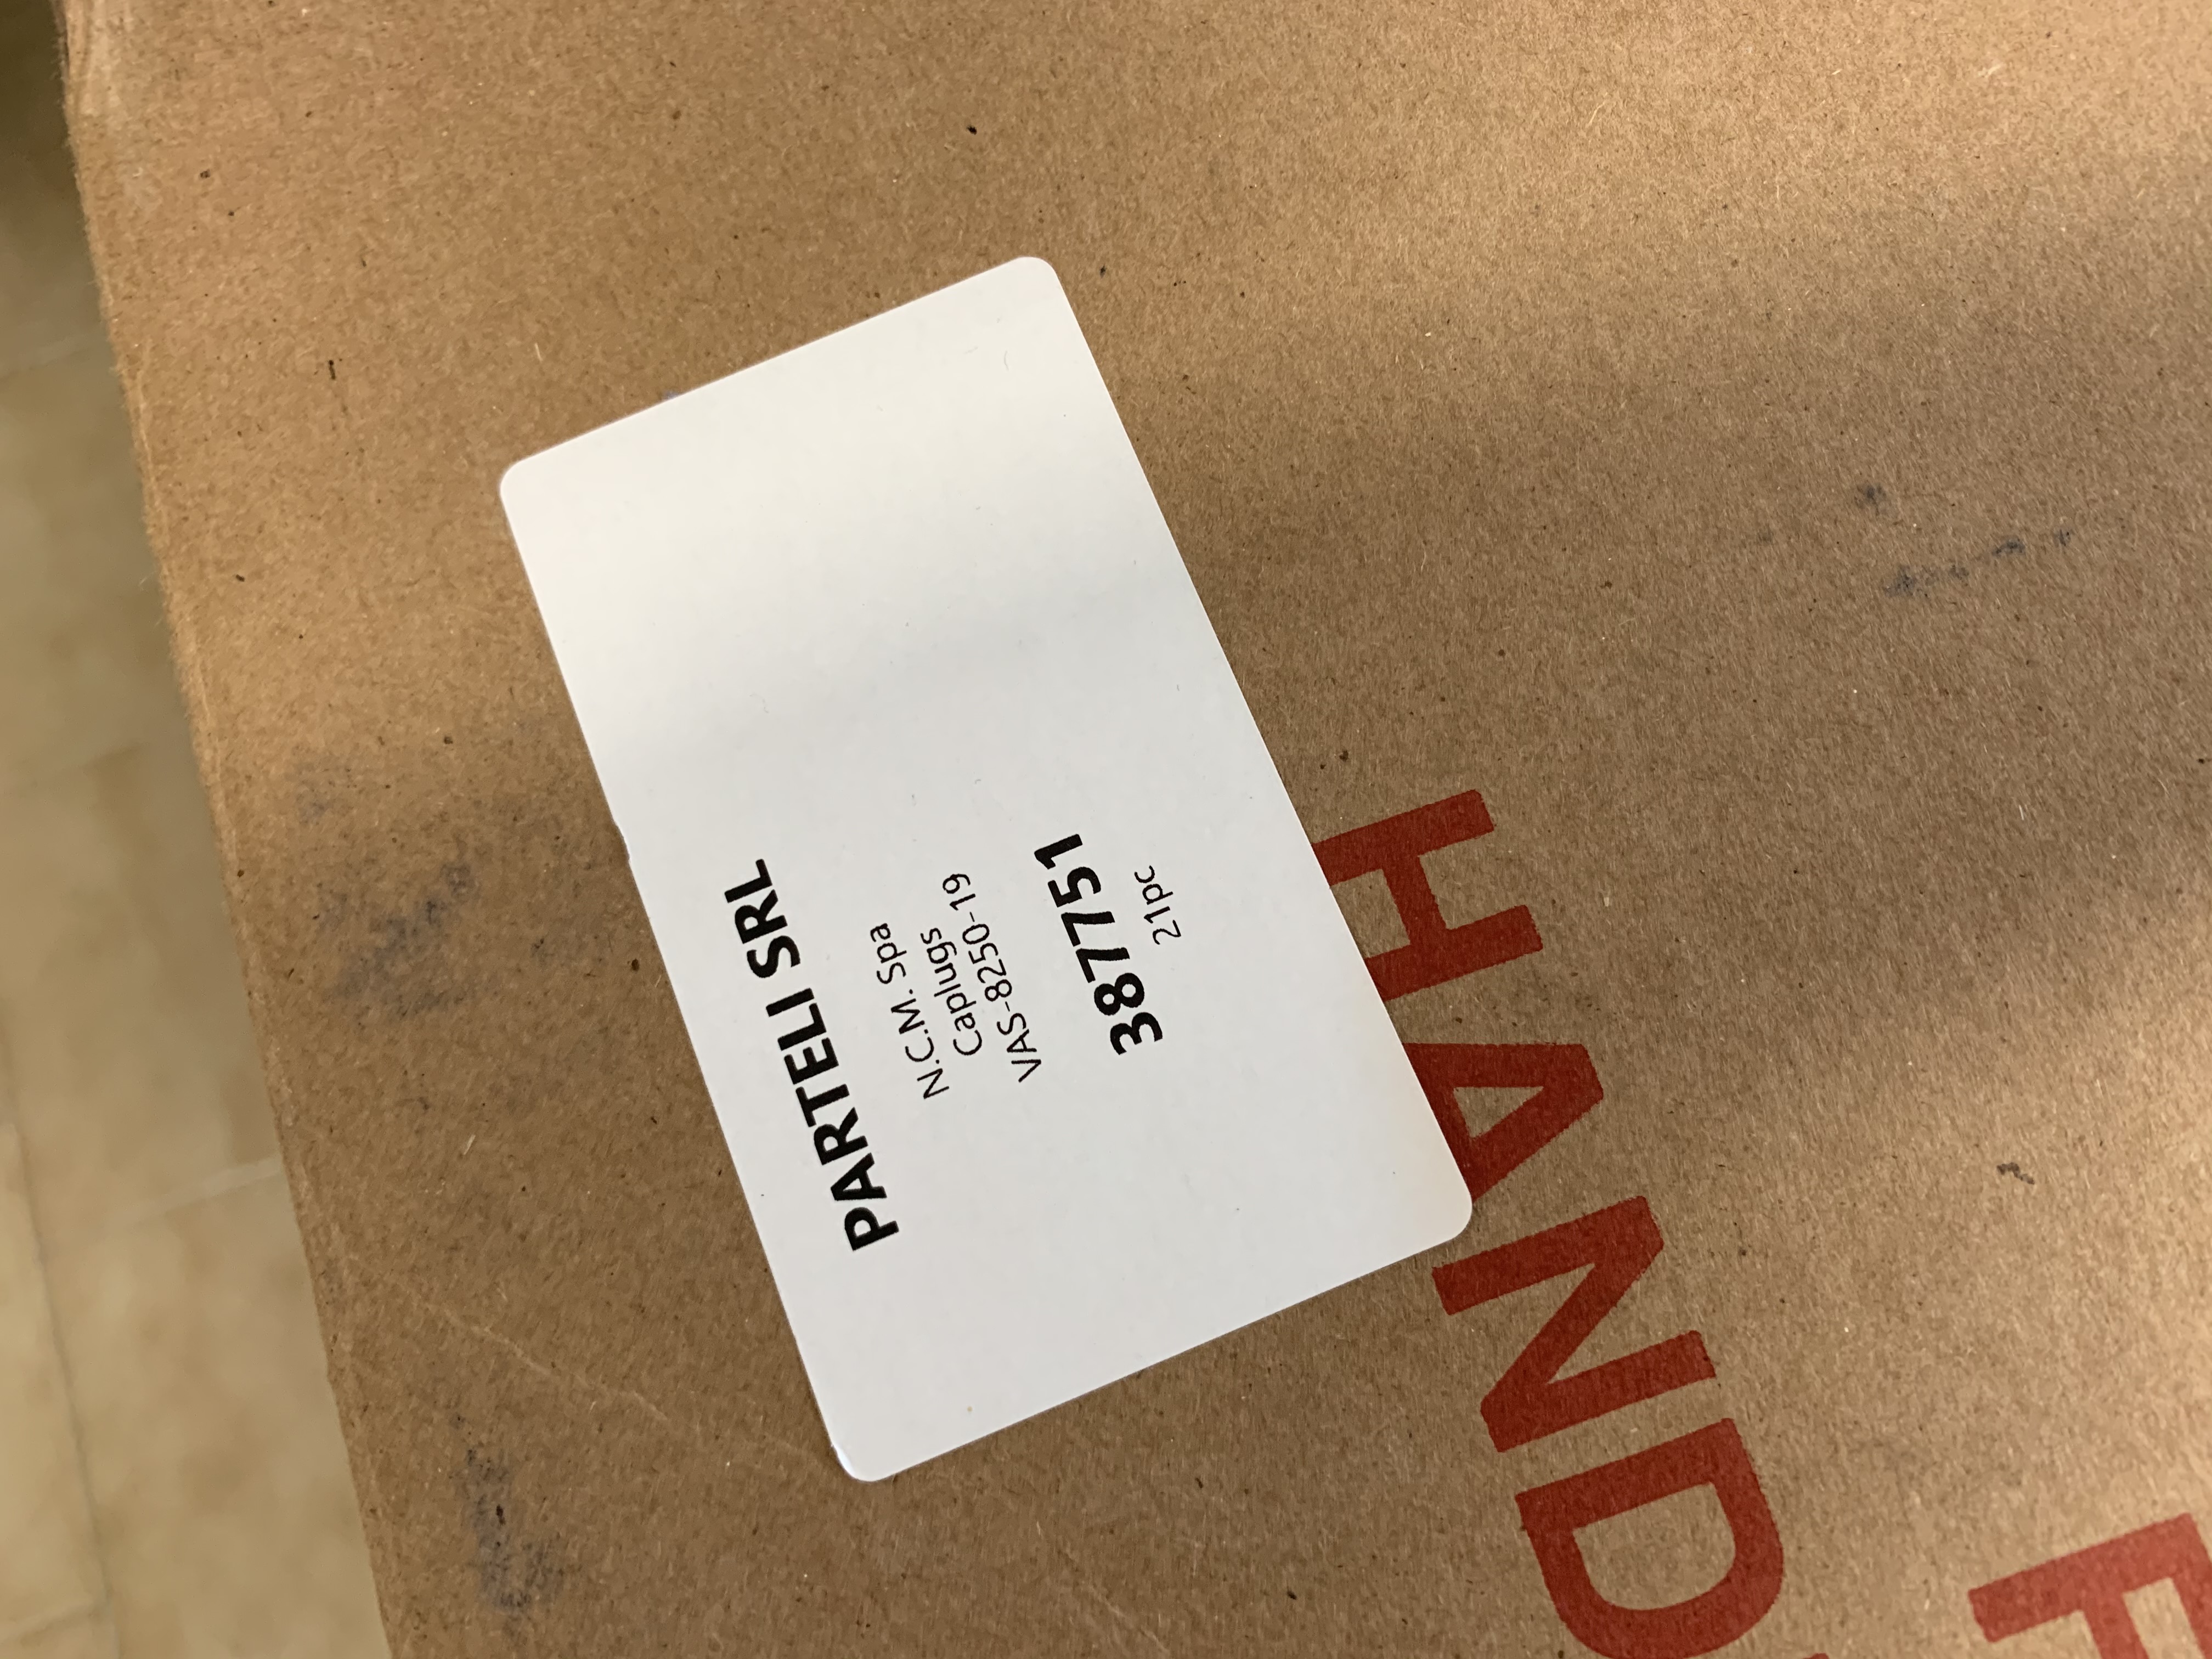 PARTELI SRL
N.C.M. Spa
Caplugs
VAS-8250-19
387751
21pc
HAND
F